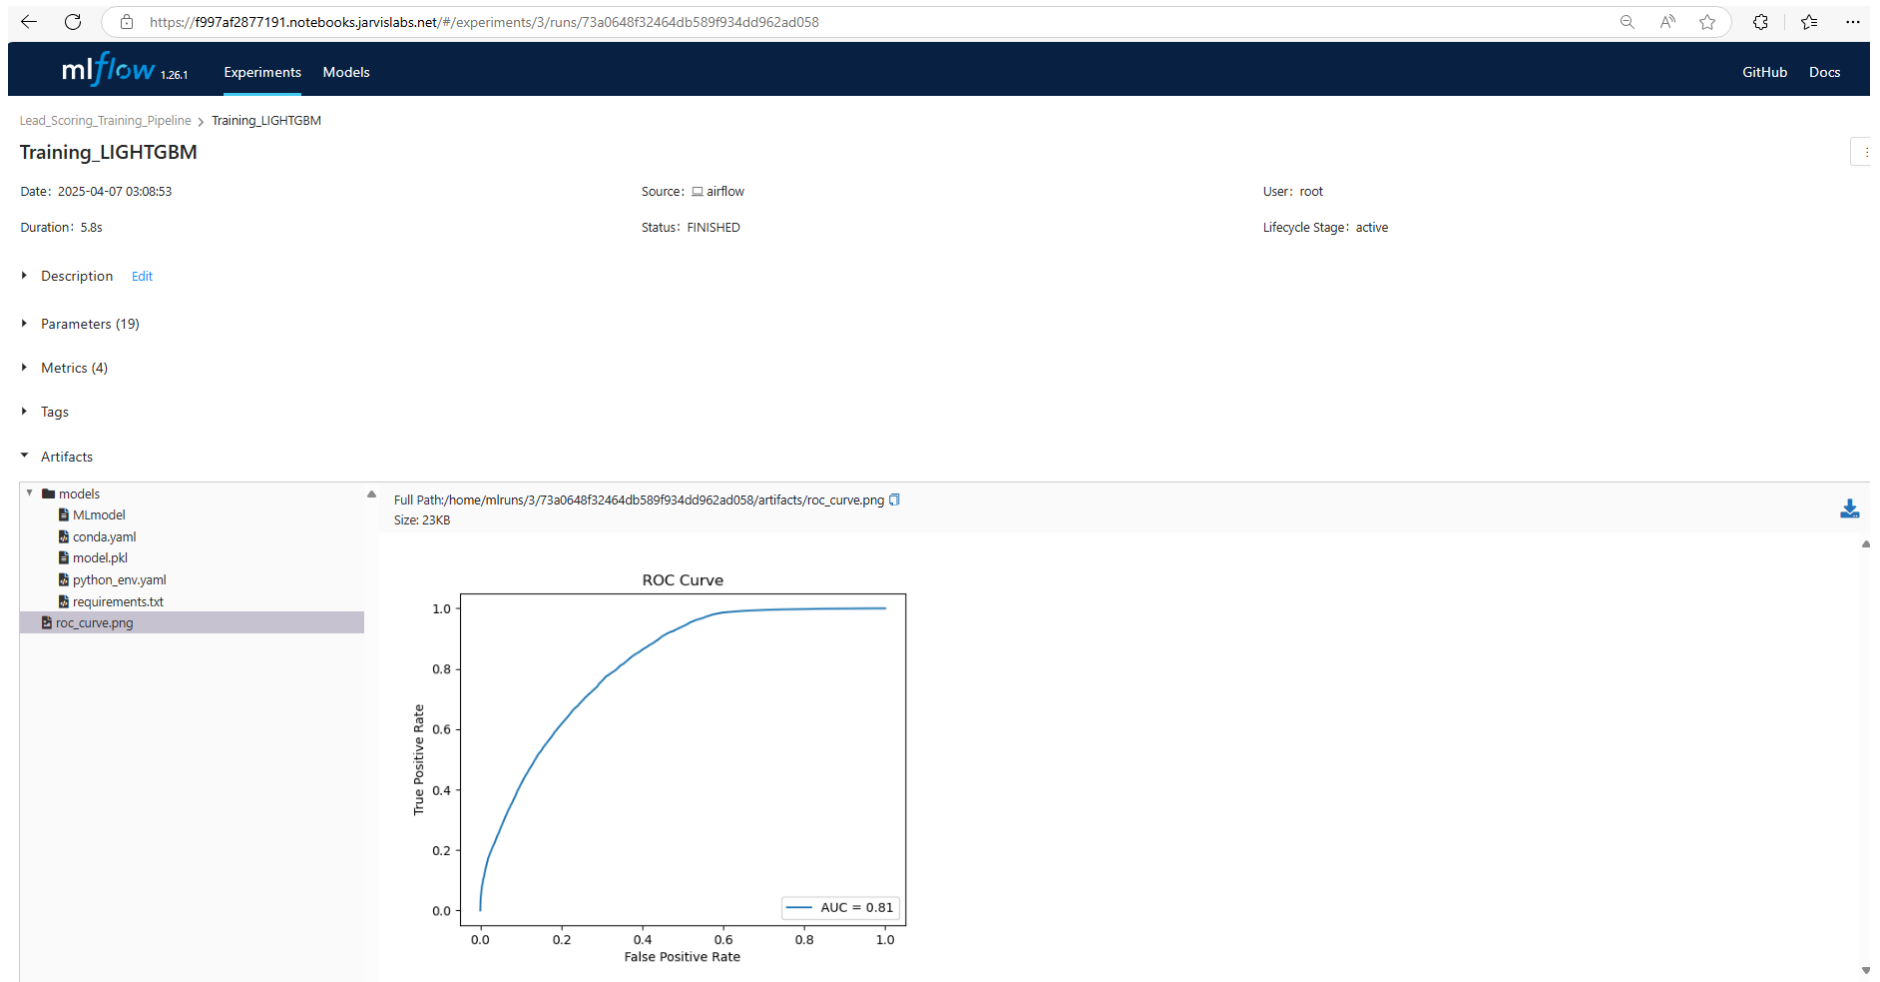 https://f997af2877191.notebooks.jarvislabs.net/#/experiments/3/runs/73a0648f32464db589f934dd962ad058
mlflow 1.26.1 Experiments Models GitHub Docs
Lead_Scoring_Training_Pipeline > Training_LIGHTGBM
Training_LIGHTGBM
Date: 2025-04-07 03:08:53 Source: airflow User: root
Duration: 5.8s Status: FINISHED Lifecycle Stage: active
Description Edit
Parameters (19)
Metrics (4)
Tags
Artifacts
models
MLmodel
conda.yaml
model.pkl
python_env.yaml
requirements.txt
roc_curve.png
Full Path:/home/mlruns/3/73a0648f32464db589f934dd962ad058/artifacts/roc_curve.png
Size: 23KB
ROC Curve
1.0
0.8
0.6
0.4
0.2
0.0
True Positive Rate
AUC = 0.81
0.0 0.2 0.4 0.6 0.8 1.0
False Positive Rate